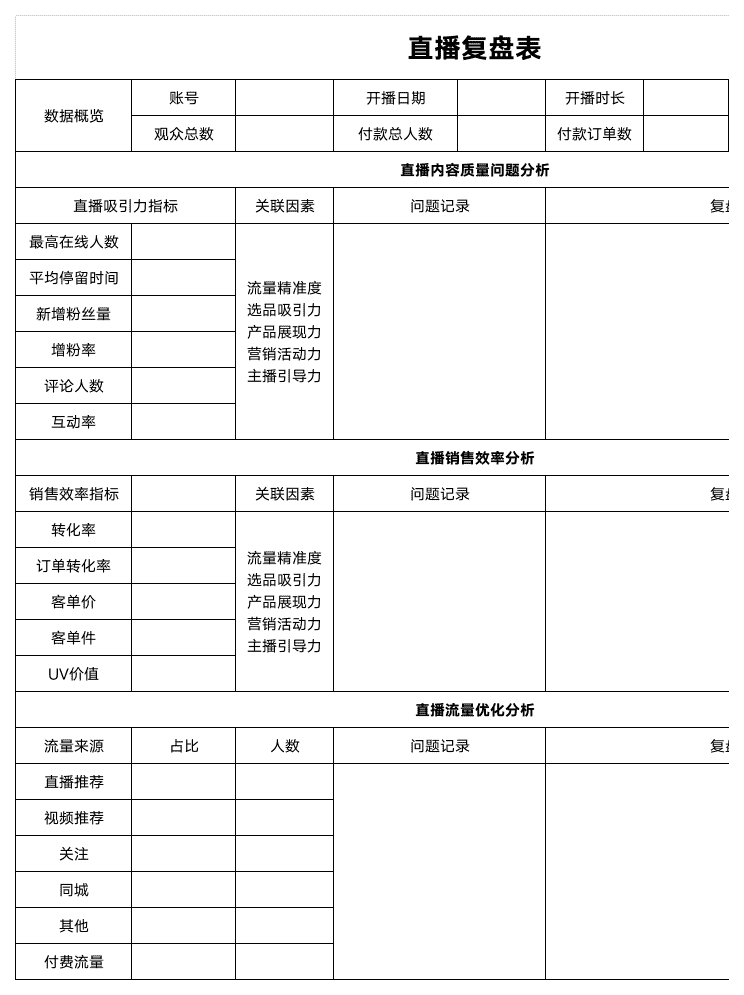 直播复盘表
数据概览 账号 开播日期 开播时长
观众总数 付款总人数 付款订单数
直播内容质量问题分析
直播吸引力指标 关联因素 问题记录 复
最高在线人数
平均停留时间
新增粉丝量
增粉率
评论人数
互动率
流量精准度
选品吸引力
产品展现力
营销活动力
主播引导力
直播销售效率分析
销售效率指标 关联因素 问题记录 复
转化率
订单转化率
客单价
客单件
UV价值
流量精准度
选品吸引力
产品展现力
营销活动力
主播引导力
直播流量优化分析
流量来源 占比 人数 问题记录 复
直播推荐
视频推荐
关注
同城
其他
付费流量